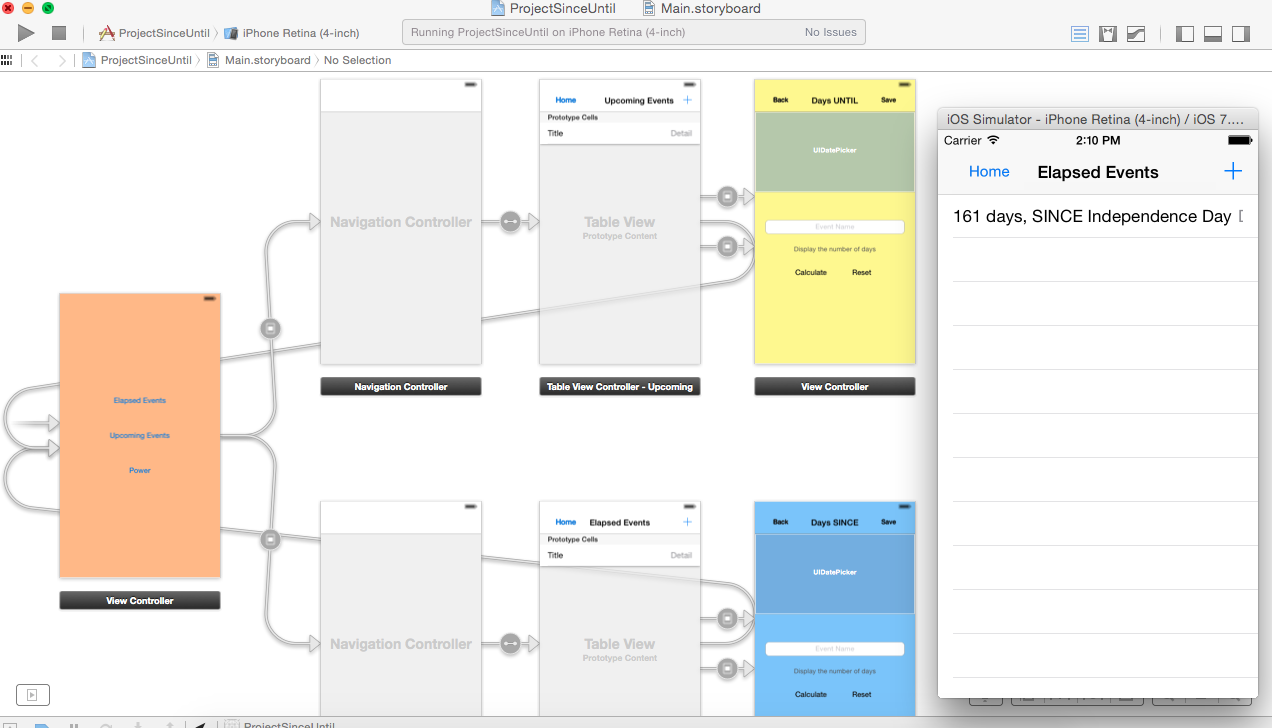 ProjectSinceUntil
Main.storyboard
ProjectSinceUntil
iPhone Retina (4-inch)
Running ProjectSinceUntil on iPhone Retina (4-inch)
No Issues
ProjectSinceUntil
Main.storyboard
No Selection
Home
Upcoming Events
Prototype Cells
Title
Detail
Back
Days UNTIL
Save
UIDatePicker
Navigation Controller
Table View
Prototype Content
Event Name
Display the number of days
Calculate
Reset
Navigation Controller
Table View Controller - Upcoming
View Controller
Elapsed Events
Upcoming Events
Power
View Controller
Home
Elapsed Events
Prototype Cells
Title
Detail
Back
Days SINCE
Save
UIDatePicker
Navigation Controller
Table View
Prototype Content
Event Name
Display the number of days
Calculate
Reset
ProjectSinceUntil
iOS Simulator - iPhone Retina (4-inch) / iOS 7....
Carrier
2:10 PM
Home
Elapsed Events
161 days, SINCE Independence Day